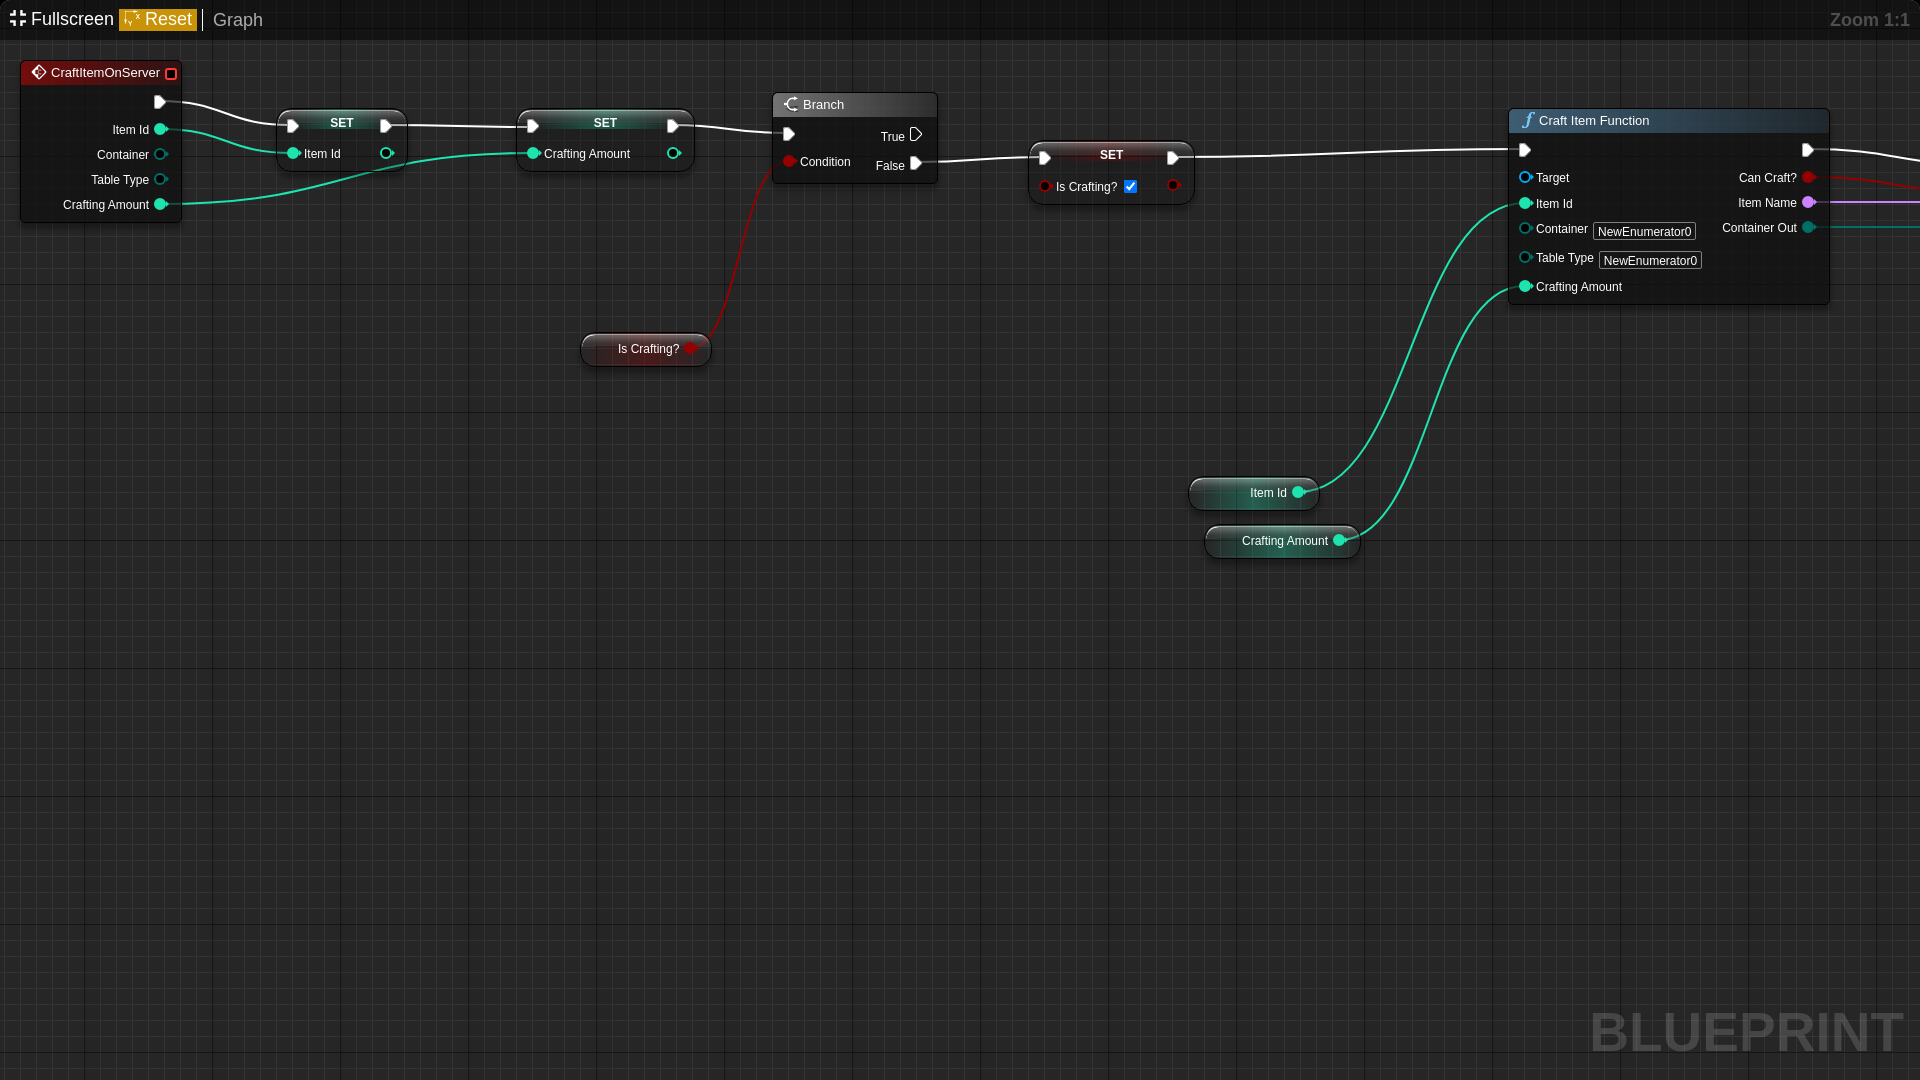 Fullscreen Reset Graph Zoom 1:1
CraftItemOnServer
Item Id
Container
Table Type
Crafting Amount
SET
Item Id
SET
Crafting Amount
Branch
True
Condition
False
Is Crafting?
SET
Is Crafting?
Item Id
Crafting Amount
Craft Item Function
Target
Can Craft?
Item Id
Item Name
Container NewEnumerator0
Container Out
Table Type NewEnumerator0
Crafting Amount
BLUEPRINT